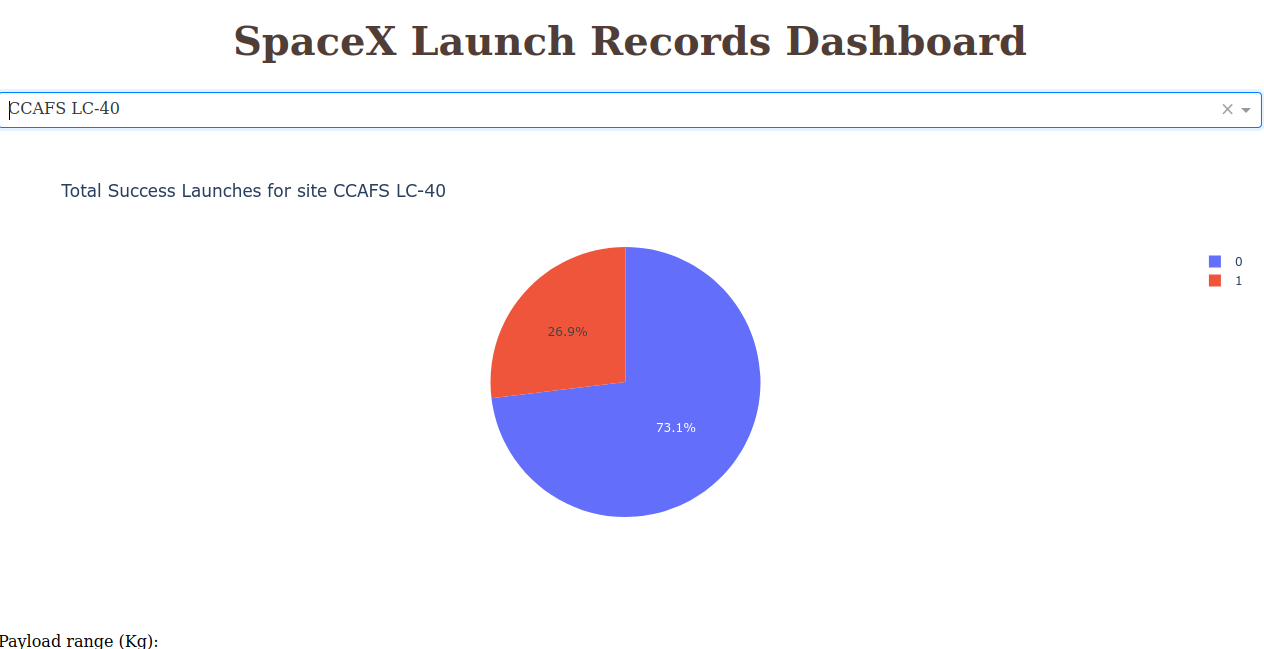 SpaceX Launch Records Dashboard
CCAFS LC-40
Total Success Launches for site CCAFS LC-40
0
1
26.9%
73.1%
Payload range (Kg):